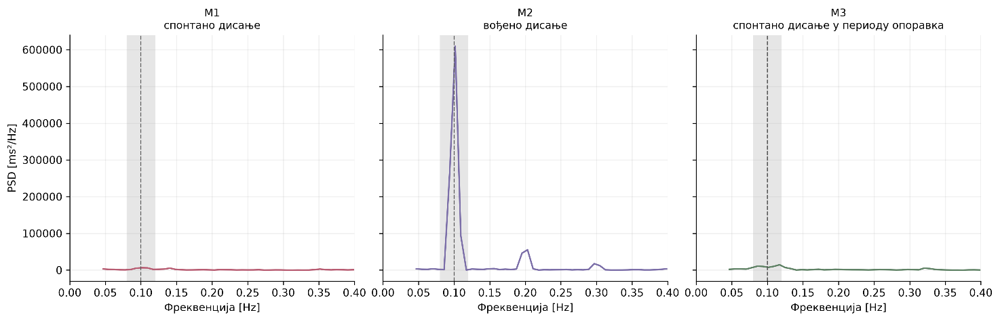 M1
спонтано дисање
M2
вођено дисање
M3
спонтано дисање у периоду опоравка
PSD [ms²/Hz]
600000
500000
400000
300000
200000
100000
0
0.00 0.05 0.10 0.15 0.20 0.25 0.30 0.35 0.40
Фреквенција [Hz]
0.00 0.05 0.10 0.15 0.20 0.25 0.30 0.35 0.40
Фреквенција [Hz]
0.00 0.05 0.10 0.15 0.20 0.25 0.30 0.35 0.40
Фреквенција [Hz]